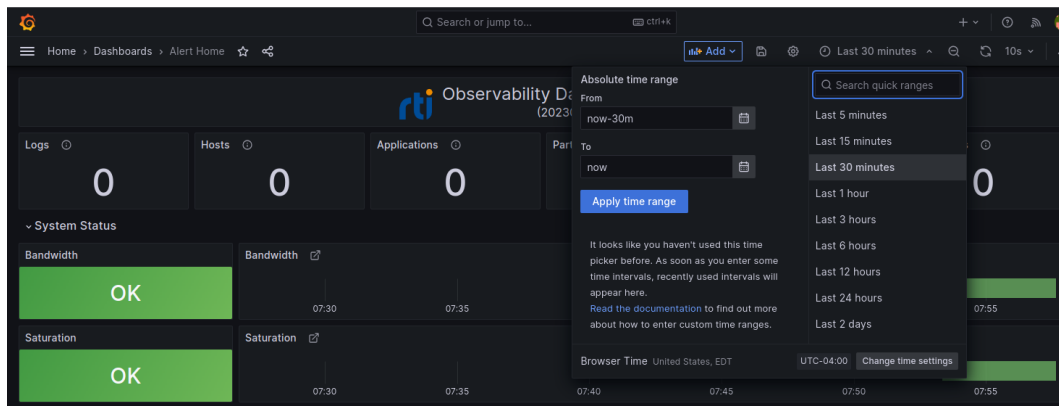 Search or jump to...
ctrl+k
Home › Dashboards › Alert Home
Add
Last 30 minutes
10s
rti
Observability
(2023
Logs
0
Hosts
0
Applications
0
0
Absolute time range
From
now-30m
To
now
Apply time range
It looks like you haven't used this time
picker before. As soon as you enter some
time intervals, recently used intervals will
appear here.
Read the documentation to find out more
about how to enter custom time ranges.
Search quick ranges
Last 5 minutes
Last 15 minutes
Last 30 minutes
Last 1 hour
Last 3 hours
Last 6 hours
Last 12 hours
Last 24 hours
Last 2 days
Browser Time United States, EDT
UTC-04:00
Change time settings
System Status
Bandwidth
OK
Bandwidth
07:30
07:35
07:55
Saturation
OK
Saturation
07:30
07:35
07:40
07:45
07:50
07:55